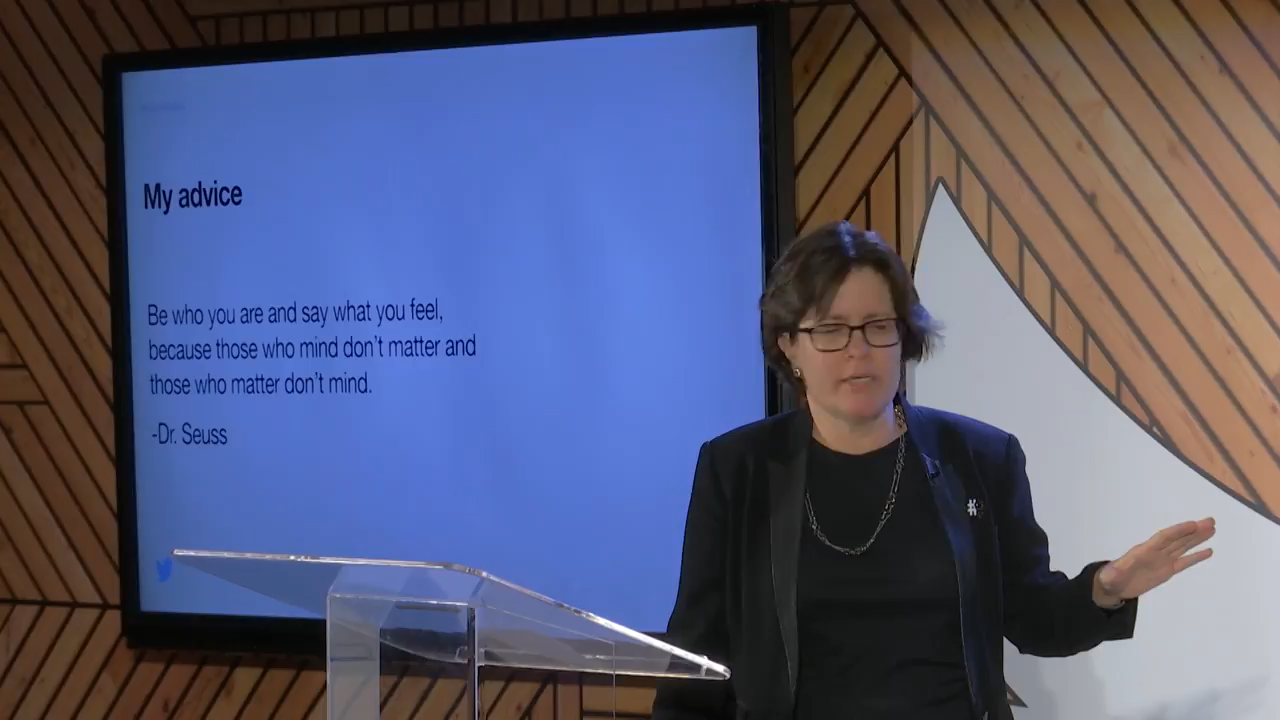 My advice
Be who you are and say what you feel,
because those who mind don't matter and
those who matter don't mind.
-Dr. Seuss